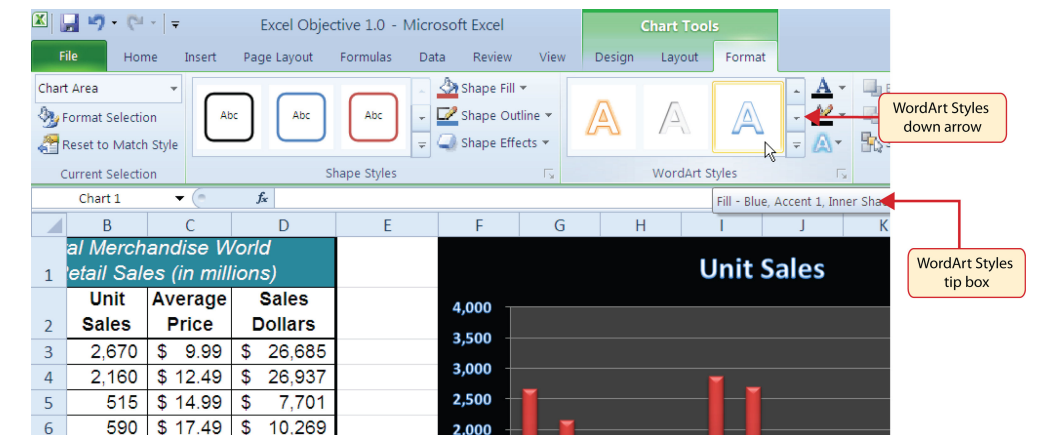 Excel Objective 1.0 - Microsoft Excel
Chart Tools
File Home Insert Page Layout Formulas Data Review View Design Layout Format
Chart Area
Format Selection
Reset to Match Style
Current Selection
Abc Abc Abc
Shape Fill
Shape Outline
Shape Effects
Shape Styles
A A A
A
A
WordArt Styles
WordArt Styles
down arrow
Chart 1
fx
Fill - Blue, Accent 1, Inner
WordArt Styles
tip box
B C D E F G H I J K
1
Merchandise World
Sales (in millions)
2
Unit Sales Average Price Sales Dollars
3 2,670 $ 9.99 $ 26,685
4 2,160 $ 12.49 $ 26,937
5 515 $ 14.99 $ 7,701
6 590 $ 17.49 $ 10,269
Unit Sales
4,000
3,500
3,000
2,500
2,000